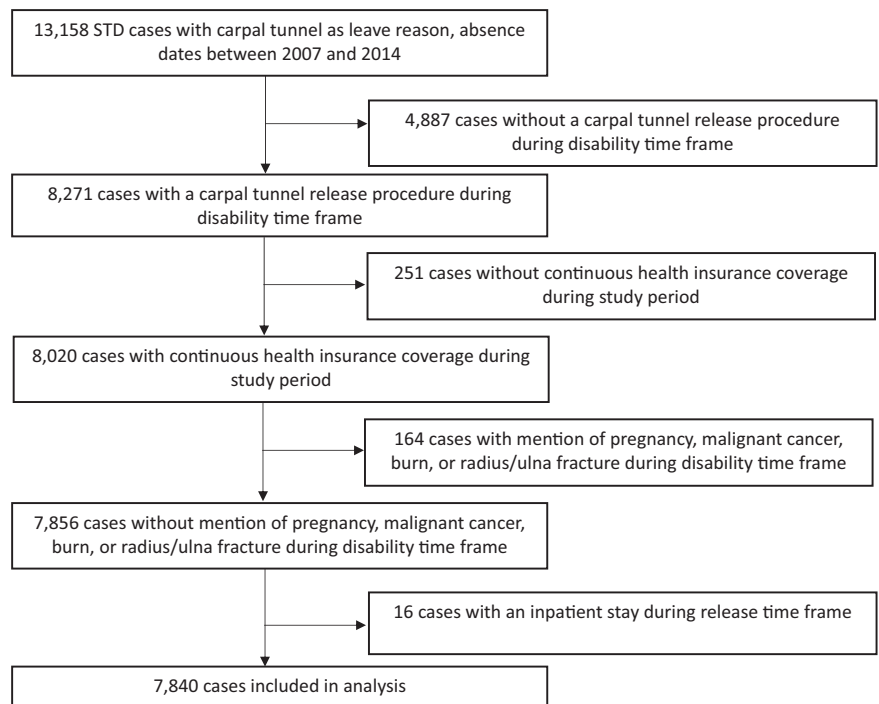 13,158 STD cases with carpal tunnel as leave reason, absence
dates between 2007 and 2014
4,887 cases without a carpal tunnel release procedure
during disability time frame
8,271 cases with a carpal tunnel release procedure during
disability time frame
251 cases without continuous health insurance coverage
during study period
8,020 cases with continuous health insurance coverage during
study period
164 cases with mention of pregnancy, malignant cancer,
burn, or radius/ulna fracture during disability time frame
7,856 cases without mention of pregnancy, malignant cancer,
burn, or radius/ulna fracture during disability time frame
16 cases with an inpatient stay during release time frame
7,840 cases included in analysis